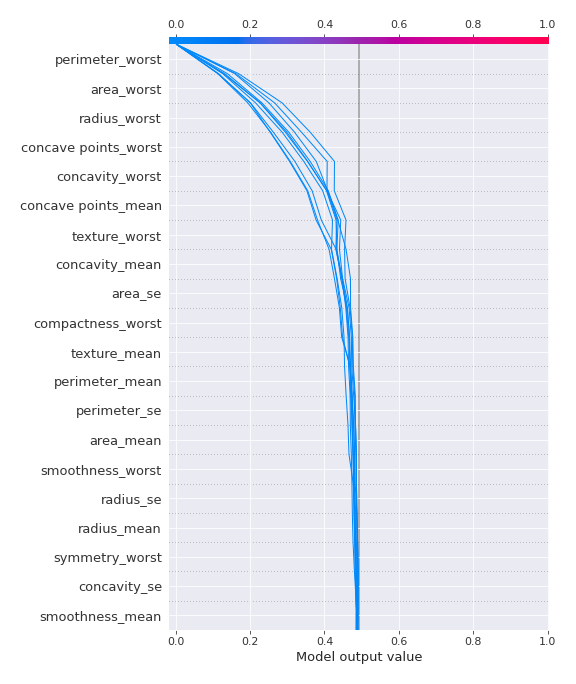 0.0 0.2 0.4 0.6 0.8 1.0
perimeter_worst
area_worst
radius_worst
concave points_worst
concavity_worst
concave points_mean
texture_worst
concavity_mean
area_se
compactness_worst
texture_mean
perimeter_mean
perimeter_se
area_mean
smoothness_worst
radius_se
radius_mean
symmetry_worst
concavity_se
smoothness_mean
0.0 0.2 0.4 0.6 0.8 1.0
Model output value